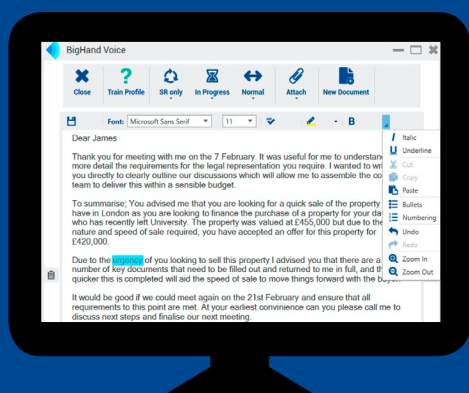 BigHand Voice
Close Train Profile SR only In Progress Normal Attach New Document
Font: Microsoft Sans Serif 11 B
Dear James
Thank you for meeting with me on the 7 February. It was useful for me to understan
more detail the requirements for the legal representation you require. I wanted to wri
you directly to clearly outline our discussions which will allow me to assemble the co
team to deliver this within a sensible budget.
To summarise; You advised me that you are looking for a quick sale of the property
have in London as you are looking to finance the purchase of a property for your da
who has recently left University. The property was valued at £455,000 but due to the
nature and speed of sale required, you have accepted an offer for this property for
£420,000.
Due to the urgency of you looking to sell this property I advised you that there are a
number of key documents that need to be filled out and returned to me in full, and th
quicker this is completed will aid the speed of sale to move things forward with the
It would be good if we could meet again on the 21st February and ensure that all
requirements to this point are met. At your earliest convinience can you please call me to
discuss next steps and finalise our next meeting.
I Italic
U Underline
Cut
Copy
Paste
Bullets
Numbering
Undo
Redo
Zoom In
Zoom Out